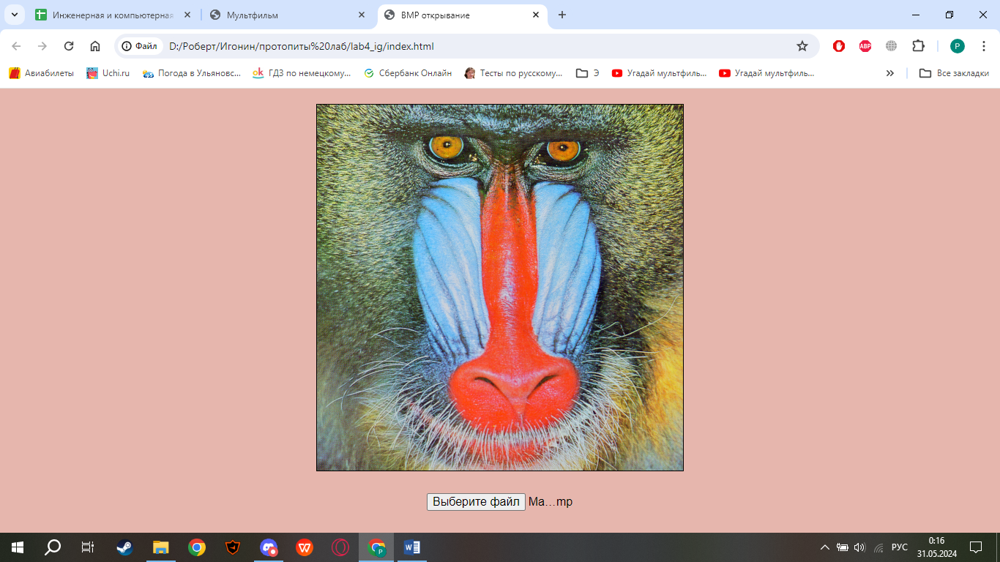 Инженерная и компьютерная
Мультфильм
BMP открывание
Файл
D:/Роберт/Игонин/протопиты%20лаб/lab4_ig/index.html
ABP
P
Авиабилеты
Uchi.ru
Погода в Ульяновс...
ok ГДЗ по немецкому...
Сбербанк Онлайн
Тесты по русскому...
Э
Угадай мультфиль...
Угадай мультфиль...
Все закладки
Выберите файл Ma...mp
РУС
0:16
31.05.2024